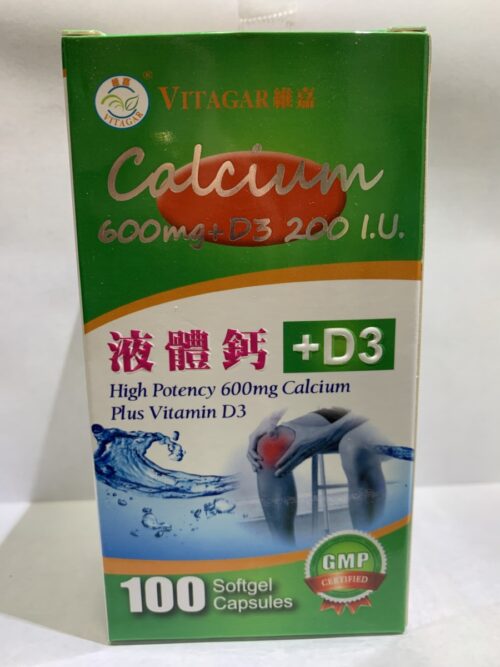 維嘉
VITAGAR
® VITAGAR維嘉
Calcium
600mg+D3 200 I.U.
液體鈣 +D3
High Potency 600mg Calcium
Plus Vitamin D3
GMP
CERTIFIED
100 Softgel
Capsules